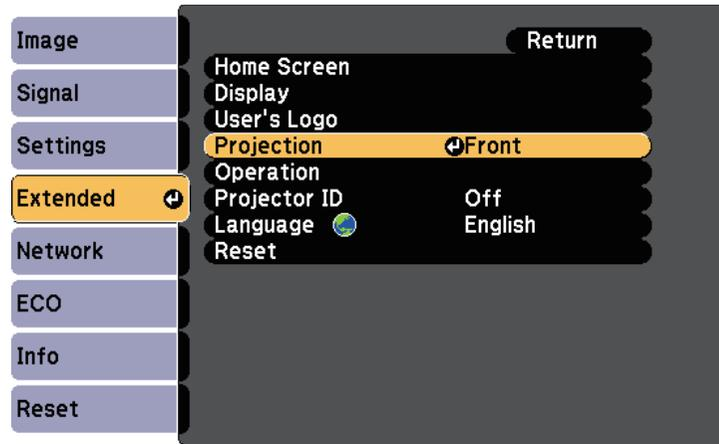 Image
Signal
Settings
Extended
Network
ECO
Info
Reset
Return
Home Screen
Display
User's Logo
Projection Front
Operation
Projector ID Off
Language English
Reset